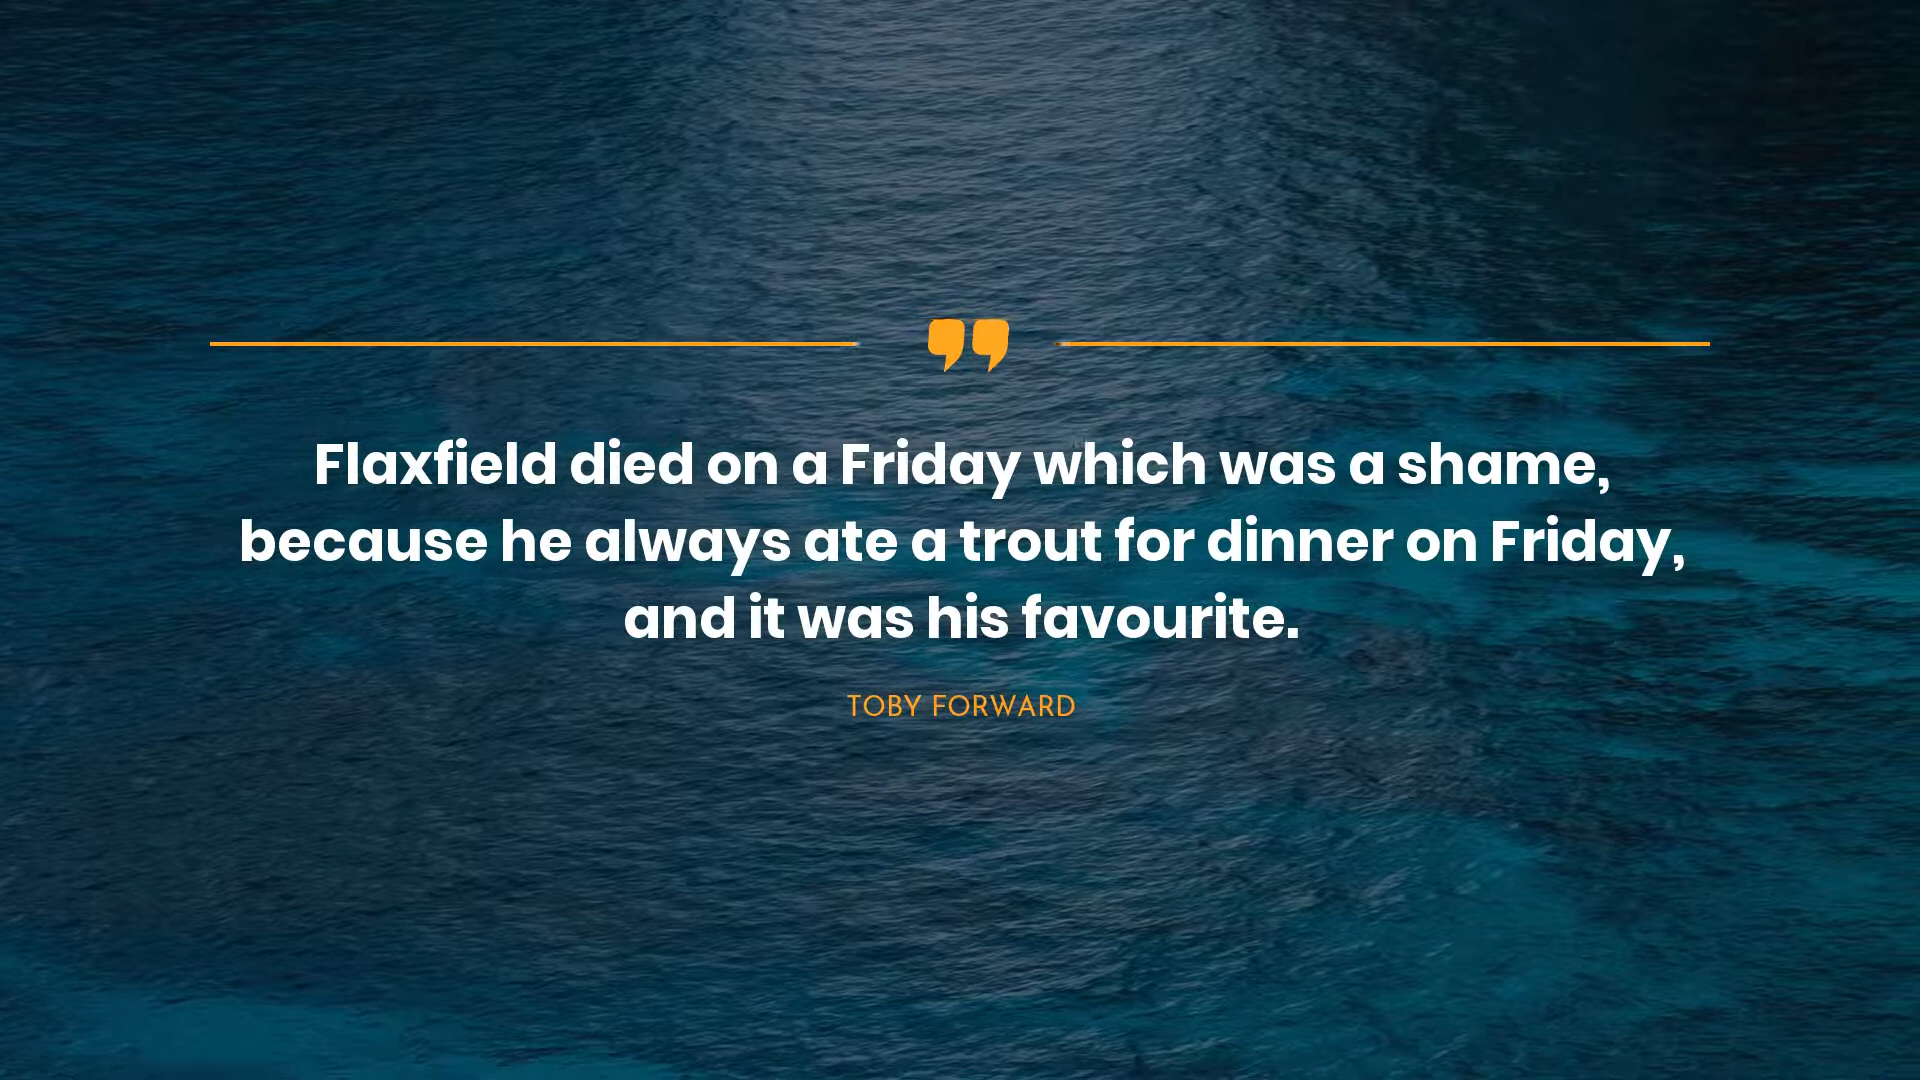 Flaxfield died on a Friday which was a shame,
because he always ate a trout for dinner on Friday,
and it was his favourite.
TOBY FORWARD